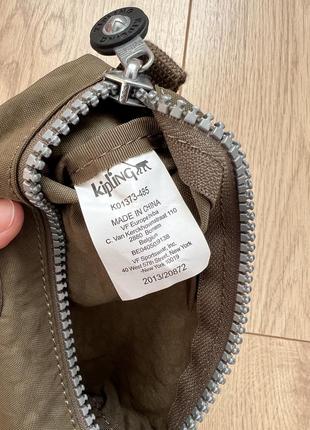 KIPLING
kipling
K01373-485
MADE IN CHINA
VF Europe bvba
C. Van Kerckhovenstraat 110
2880 Bornem
Belgium
VF Sportswear, Inc.
40 West 57th Street, New York
-New York 10019
2013/20872